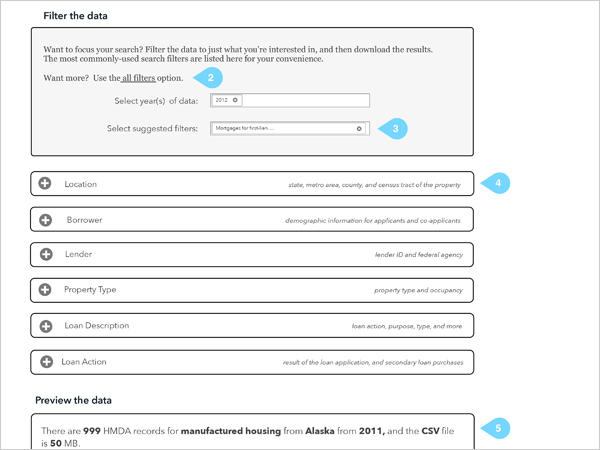 Filter the data
Want to focus your search? Filter the data to just what you're interested in, and then download the results.
The most commonly-used search filters are listed here for your convenience.
Want more? Use the all filters option.
2
Select year(s) of data:
2012
Select suggested filters:
Mortgages for first-lien....
3
Location
state, metro area, county, and census tract of the property
4
Borrower
demographic information for applicants and co-applicants
Lender
lender ID and federal agency
Property Type
property type and occupancy
Loan Description
loan action, purpose, type, and more
Loan Action
result of the loan application, and secondary loan purchases
Preview the data
There are 999 HMDA records for manufactured housing from Alaska from 2011, and the CSV file
is 50 MB.
5